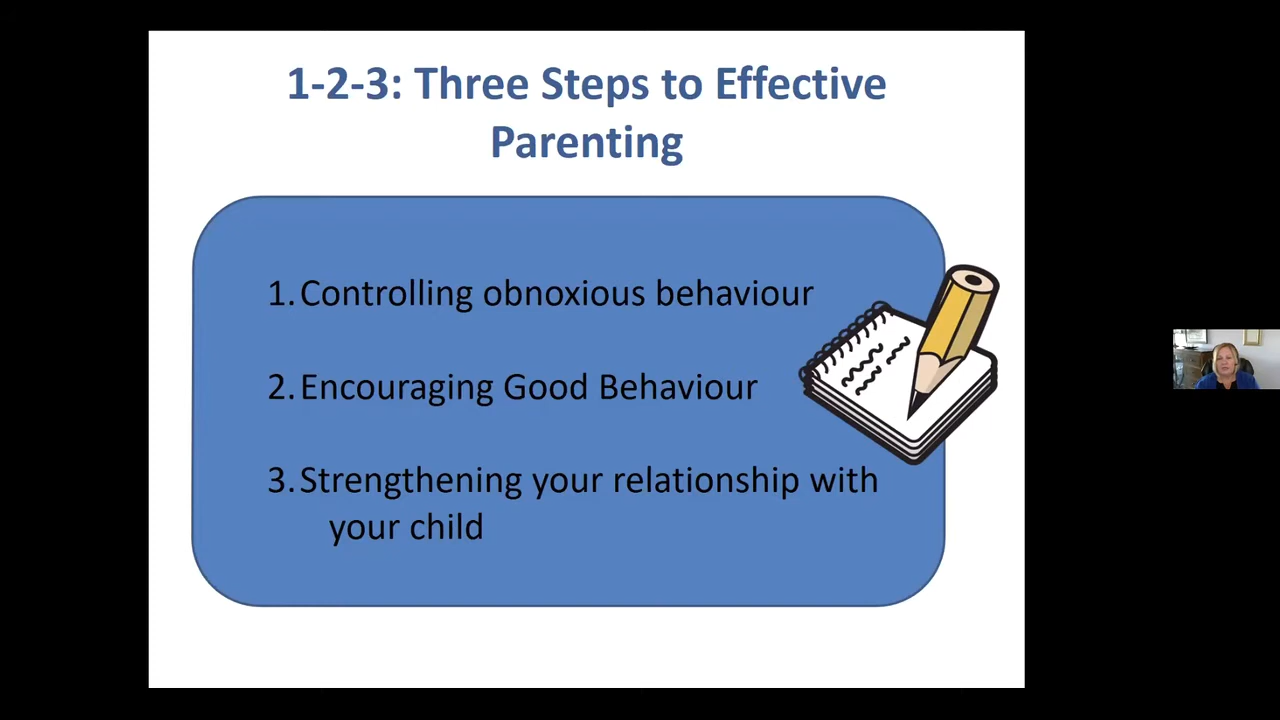 1-2-3: Three Steps to Effective
Parenting
1. Controlling obnoxious behaviour
2. Encouraging Good Behaviour
3. Strengthening your relationship with
your child